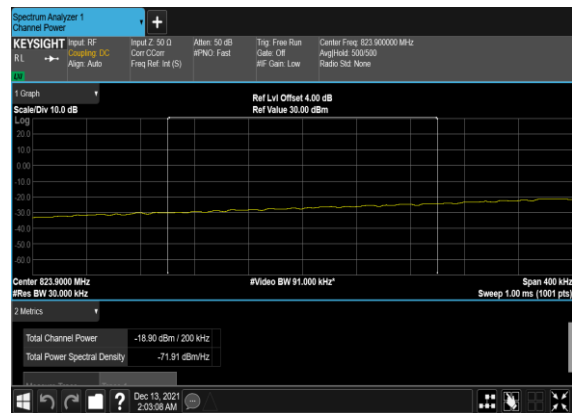 Spectrum Analyzer 1
Channel Power
KEYSIGHT Input: RF Input Z: 50 Ω Atten: 50 dB Trig: Free Run Center Freq: 823.900000 MHz
RL Coupling: DC Corr CCorr #PNO: Fast Gate: Off Avg|Hold: 500/500
Align: Auto Freq Ref: Int (S) #IF Gain: Low Radio Std: None
LW
1 Graph Ref Lvl Offset 4.00 dB
Scale/Div 10.0 dB Ref Value 30.00 dBm
Log
20.0
10.0
0.00
-10.0
-20.0
-30.0
-40.0
-50.0
-60.0
Center 823.9000 MHz #Video BW 91.000 kHz* Span 400 kHz
#Res BW 30.000 kHz Sweep 1.00 ms (1001 pts)
2 Metrics
Total Channel Power -18.90 dBm / 200 kHz
Total Power Spectral Density -71.91 dBm/Hz
Dec 13, 2021
2:03:08 AM